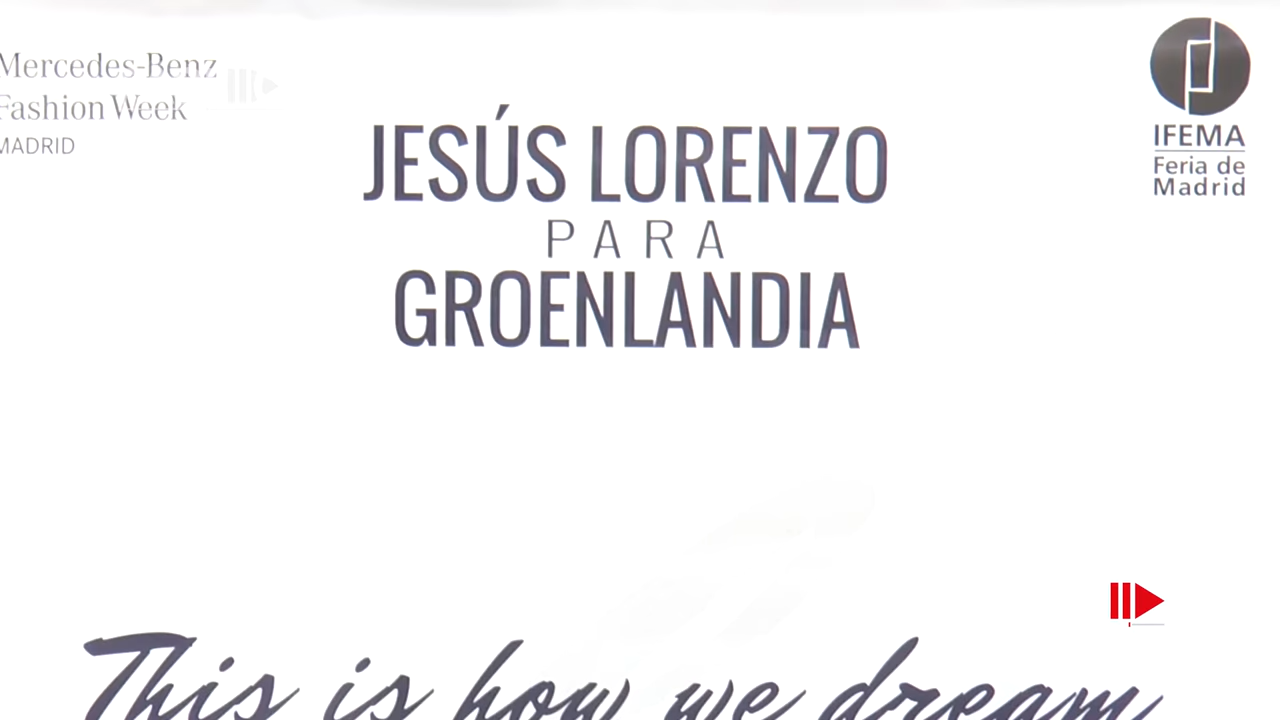 Mercedes-Benz
Fashion Week
MADRID
IFEMA
Feria de
Madrid
JESÚS LORENZO
PARA
GROENLANDIA
This is how we dream